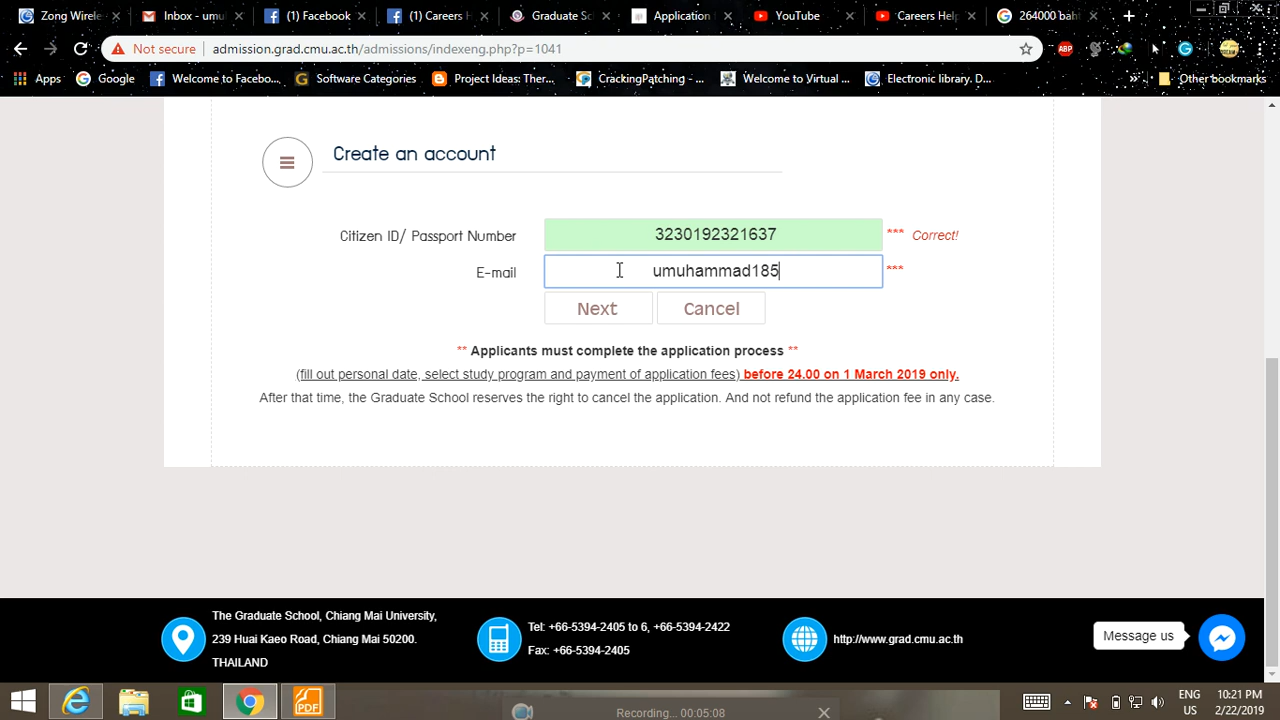 Zong Wirele
Inbox - umu
(1) Facebook
(1) Careers H
Graduate Sc
Application
YouTube
Careers Help
264000 baht
Not secure
admission.grad.cmu.ac.th/admissions/indexeng.php?p=1041
ABP
Apps
Google
Welcome to Facebo...
Software Categories
Project Ideas: Ther...
CrackingPatching - ...
Welcome to Virtual ...
Electronic library. D...
»
Other bookmarks
Create an account
Citizen ID/ Passport Number
3230192321637
*** Correct!
E-mail
umuhammad185
***
Next
Cancel
** Applicants must complete the application process **
(fill out personal date, select study program and payment of application fees) before 24.00 on 1 March 2019 only.
After that time, the Graduate School reserves the right to cancel the application. And not refund the application fee in any case.
The Graduate School, Chiang Mai University,
239 Huai Kaeo Road, Chiang Mai 50200.
THAILAND
Tel: +66-5394-2405 to 6, +66-5394-2422
Fax: +66-5394-2405
http://www.grad.cmu.ac.th
Message us
PDF
ENG
US
10:21 PM
2/22/2019
Recording... 00:05:08